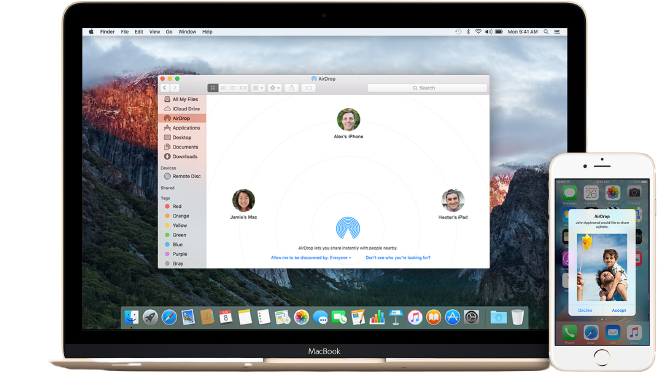 Finder File Edit View Go Window Help
Mon 9:41 AM
AirDrop
Search
All My Files
iCloud Drive
AirDrop
Applications
Desktop
Documents
Downloads
Devices
Remote Disc
Shared
Tags
Red
Orange
Yellow
Green
Blue
Purple
Gray
Alex's iPhone
Jamie's Mac
Hector's iPad
AirDrop lets you share instantly with people nearby.
Allow me to be discovered by: Everyone
Don't see who you're looking for?
8
MacBook
AirDrop
John Appleseed would like to share
a photo.
Decline Accept